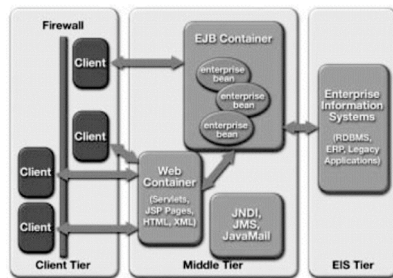 Firewall
Client
Client
Client
Client
Client Tier
EJB Container
enterprise
bean
enterprise
bean
enterprise
bean
Web
Container
(Servlets,
JSP Pages,
HTML, XML)
JNDI,
JMS,
JavaMail
Middle Tier
Enterprise
Information
Systems
(RDBMS,
ERP, Legacy
Applications)
EIS Tier